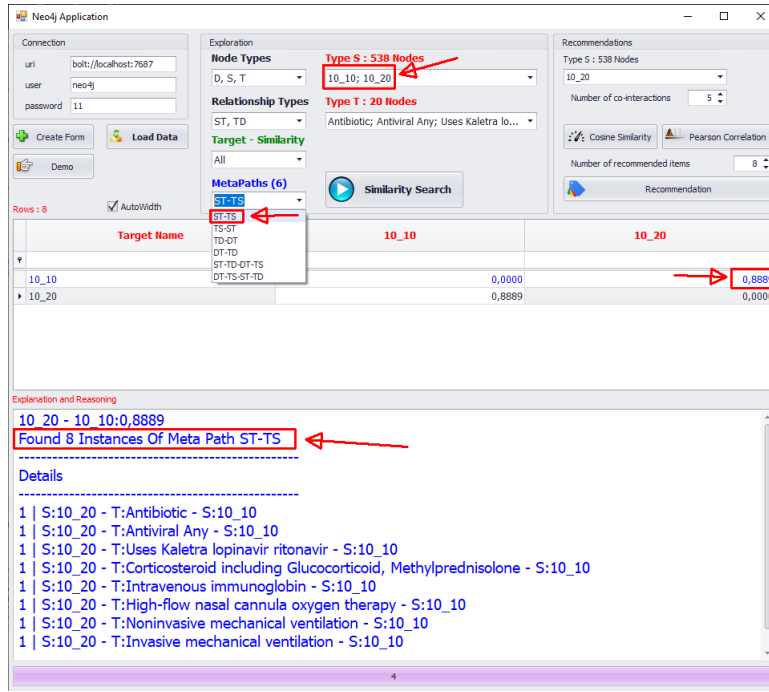 Neo4j Application
Connection
uri bolt://localhost:7687
user neo4j
password 11
Create Form Load Data
Demo
Rows : 8 AutoWidth
Exploration
Node Types Type S : 538 Nodes
D, S, T 10_10; 10_20
Relationship Types Type T : 20 Nodes
ST, TD Antibiotic; Antiviral Any; Uses Kaletra lo...
Target - Similarity
All
MetaPaths (6)
ST-TS Similarity Search
ST-TS
TS-ST
TD-DT
DT-TD
ST-TD-DT-TS
DT-TS-ST-TD
Recommendations
Type S : 538 Nodes
10_20
Number of co-interactions 5
Cosine Similarity Pearson Correlation
Number of recommended items 8
Recommendation
Target Name 10_10 10_20
10_10 0,0000 0,8889
10_20 0,8889 0,000
Explanation and Reasoning
10_20 - 10_10:0,8889
Found 8 Instances Of Meta Path ST-TS
------------------------------------------------
Details
------------------------------------------------
1 | S:10_20 - T:Antibiotic - S:10_10
1 | S:10_20 - T:Antiviral Any - S:10_10
1 | S:10_20 - T:Uses Kaletra lopinavir ritonavir - S:10_10
1 | S:10_20 - T:Corticosteroid including Glucocorticoid, Methylprednisolone - S:10_10
1 | S:10_20 - T:Intravenous immunoglobin - S:10_10
1 | S:10_20 - T:High-flow nasal cannula oxygen therapy - S:10_10
1 | S:10_20 - T:Noninvasive mechanical ventilation - S:10_10
1 | S:10_20 - T:Invasive mechanical ventilation - S:10_10
4